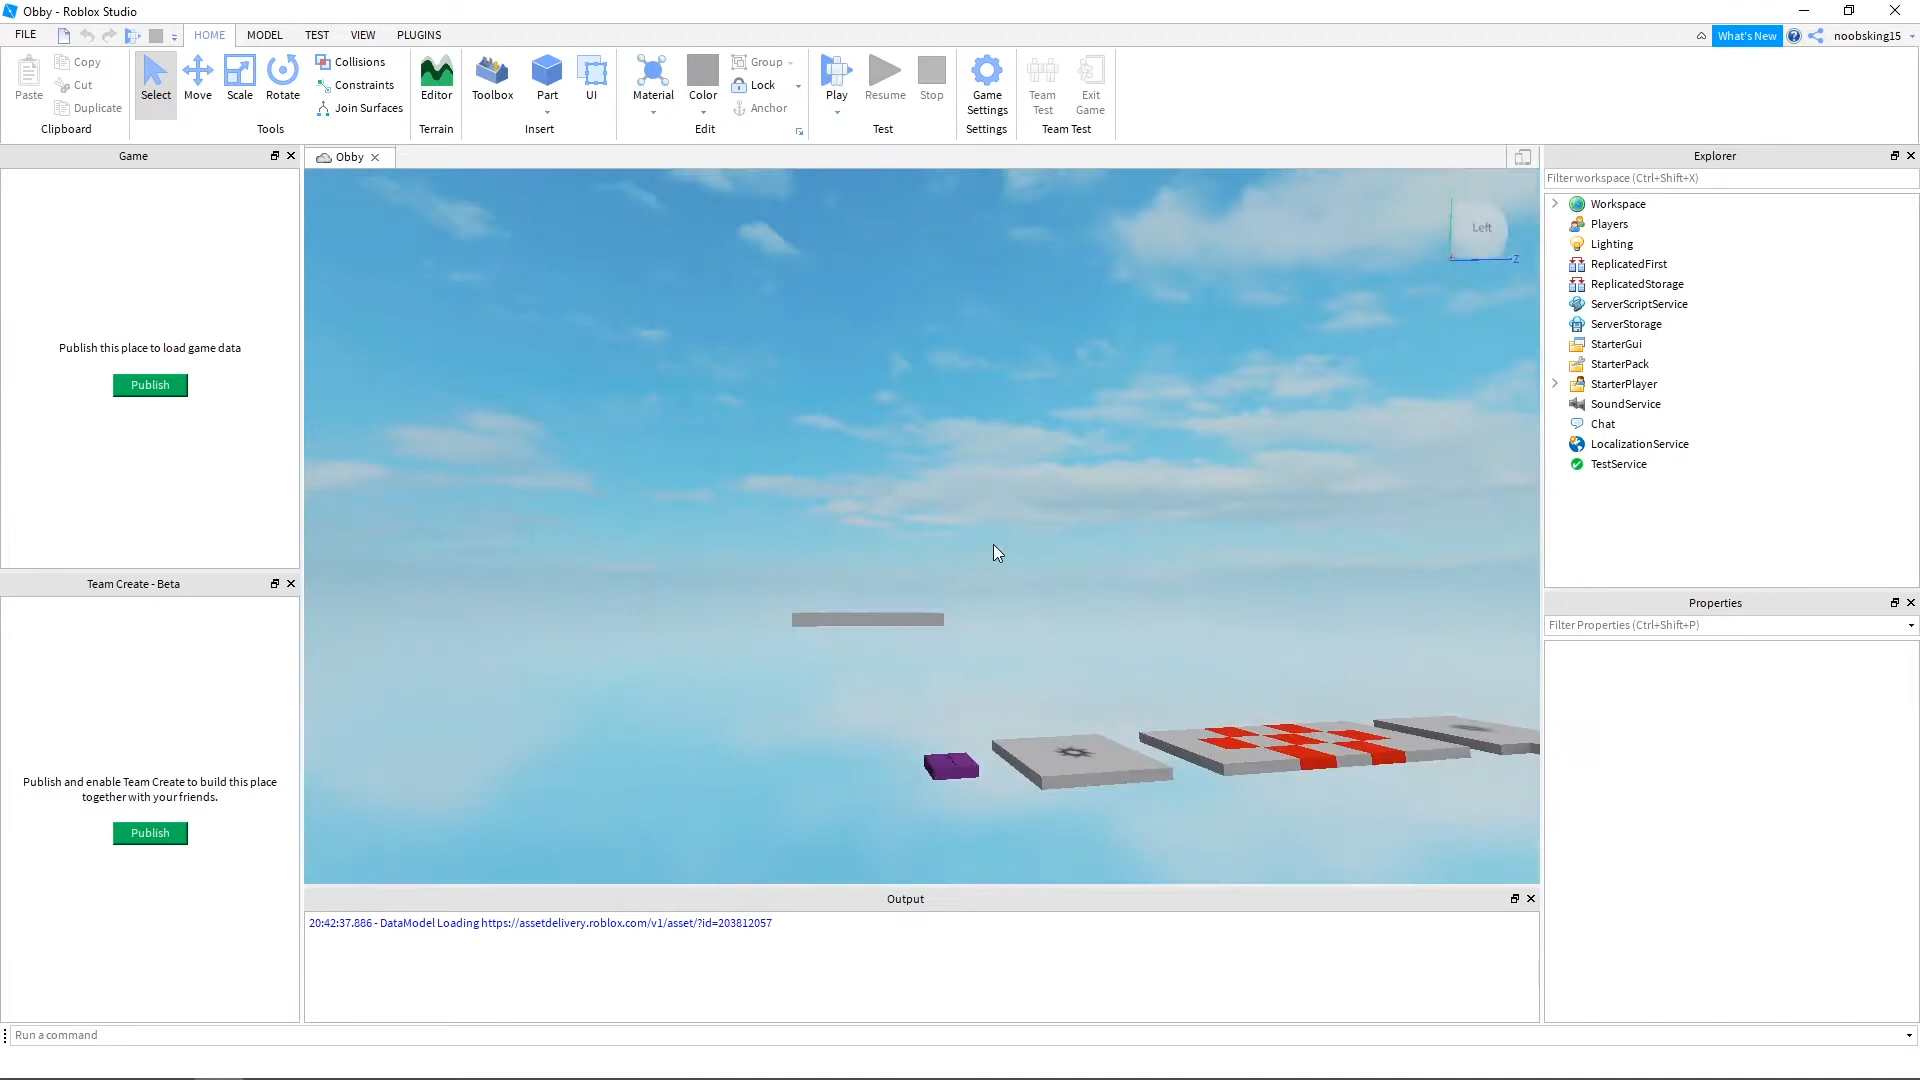 Obby - Roblox Studio
FILE HOME MODEL TEST VIEW PLUGINS What's New noobsking15
Paste Copy Cut Duplicate Clipboard
Select Move Scale Rotate Collisions Constraints Join Surfaces Tools
Editor Terrain
Toolbox Part UI Insert
Material Color Group Lock Anchor Edit
Play Resume Stop Test
Game Settings Settings
Team Test Exit Game Team Test
Game
Publish this place to load game data
Publish
Team Create - Beta
Publish and enable Team Create to build this place
together with your friends.
Publish
Obby
Left
Z
Output
20:42:37.886 - DataModel Loading https://assetdelivery.roblox.com/v1/asset/?id=203812057
Explorer
Filter workspace (Ctrl+Shift+X)
Workspace
Players
Lighting
ReplicatedFirst
ReplicatedStorage
ServerScriptService
ServerStorage
StarterGui
StarterPack
StarterPlayer
SoundService
Chat
LocalizationService
TestService
Properties
Filter Properties (Ctrl+Shift+P)
Run a command